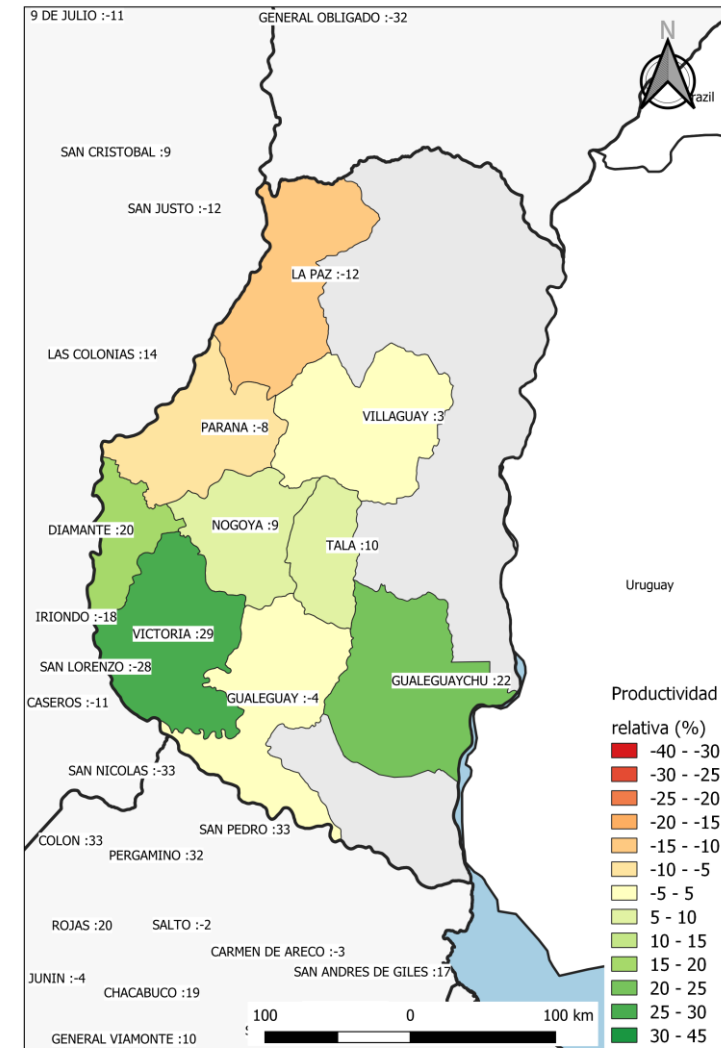 9 DE JULIO :-11
GENERAL OBLIGADO :-32
N
razil
SAN CRISTOBAL :9
SAN JUSTO :-12
LA PAZ :-12
LAS COLONIAS :14
VILLAGUAY :3
PARANA :-8
DIAMANTE :20
NOGOYA :9
TALA :10
Uruguay
IRIONDO :-18
VICTORIA :29
SAN LORENZO :-28
GUALEGUAYCHU :22
CASEROS :-11
GUALEGUAY :-4
SAN NICOLAS :-33
SAN PEDRO :33
COLON :33
PERGAMINO :32
ROJAS :20
SALTO :-2
CARMEN DE ARECO :-3
SAN ANDRES DE GILES :17
JUNIN :-4
CHACABUCO :19
GENERAL VIAMONTE :10
Productividad
relativa (%)
-40 - -30
-30 - -25
-25 - -20
-20 - -15
-15 - -10
-10 - -5
-5 - 5
5 - 10
10 - 15
15 - 20
20 - 25
25 - 30
30 - 45
100 0 100 km